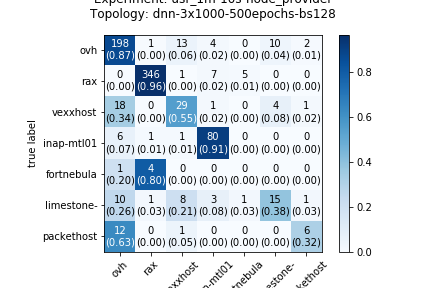 Topology: dnn-3x1000-500epochs-bs128
ovh 198 1 13 4 0 10 2
(0.87) (0.00) (0.06) (0.02) (0.00) (0.04) (0.01)
rax 0 346 1 7 5 0 0
(0.00) (0.96) (0.00) (0.02) (0.01) (0.00) (0.00)
vexxhost 18 0 29 1 0 4 1
(0.34) (0.00) (0.55) (0.02) (0.00) (0.08) (0.02)
inap-mtl01 6 1 1 80 0 0 0
(0.07) (0.01) (0.01) (0.91) (0.00) (0.00) (0.00)
fortnebula 1 4 0 0 0 0 0
(0.20) (0.80) (0.00) (0.00) (0.00) (0.00) (0.00)
limestone- 10 1 8 3 1 15 1
(0.26) (0.03) (0.21) (0.08) (0.03) (0.38) (0.03)
packethost 12 0 1 0 0 0 6
(0.63) (0.00) (0.05) (0.00) (0.00) (0.00) (0.32)
true label
0.8
0.6
0.4
0.2
0.0
ovh
rax